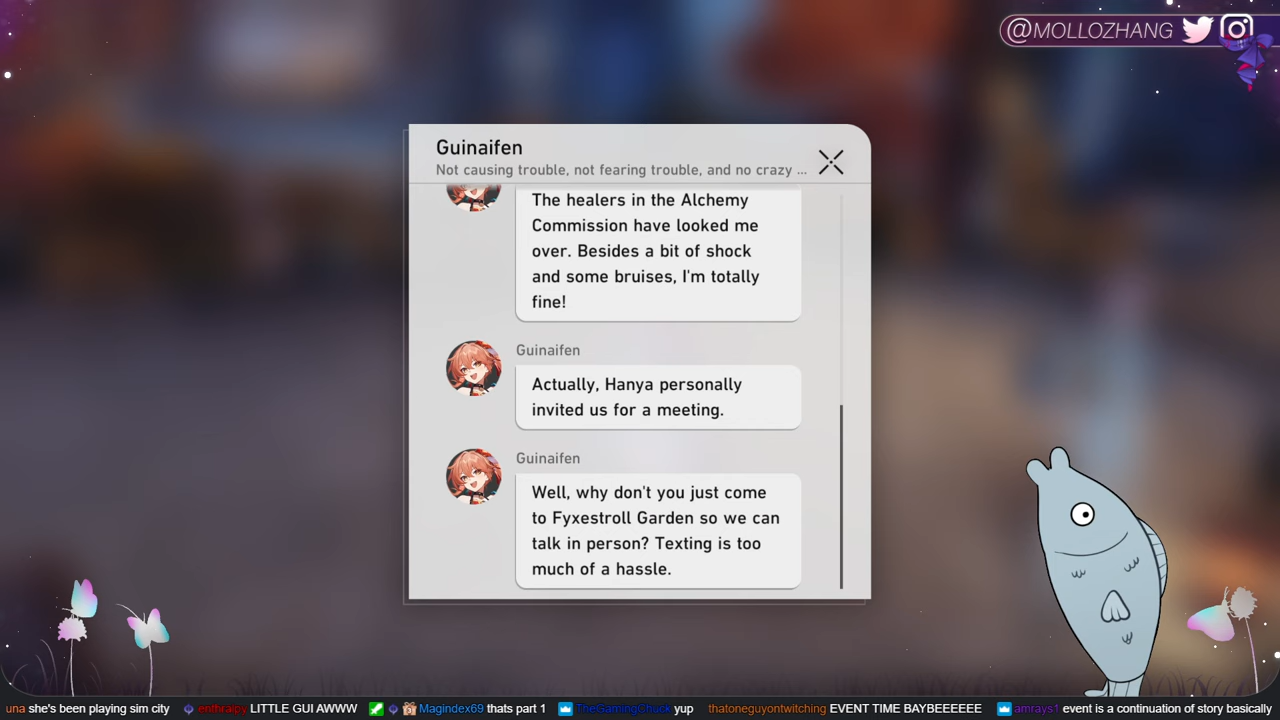 @MOLLOZHANG
Guinaifen
Not causing trouble, not fearing trouble, and no crazy ...
The healers in the Alchemy
Commission have looked me
over. Besides a bit of shock
and some bruises, I'm totally
fine!
Guinaifen
Actually, Hanya personally
invited us for a meeting.
Guinaifen
Well, why don't you just come
to Fyxestroll Garden so we can
talk in person? Texting is too
much of a hassle.
una she's been playing sim city enthralpy LITTLE GUI AWWW Magindex69 thats part 1 TheGamingChuck yup thatoneguyontwitching EVENT TIME BAYBEEEEEE amrays1 event is a continuation of story basically